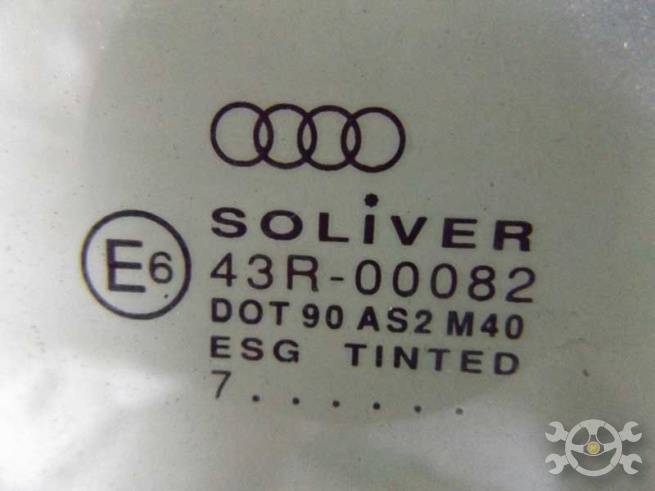 SOLiVER
E6 43R-00082
DOT 90 AS2 M40
ESG TINTED
7......